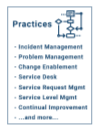 Practices
- Incident Management
- Problem Management
- Change Enablement
- Service Desk
- Service Request Mgmt
- Service Level Mgmt
- Continual Improvement
- ...and more...